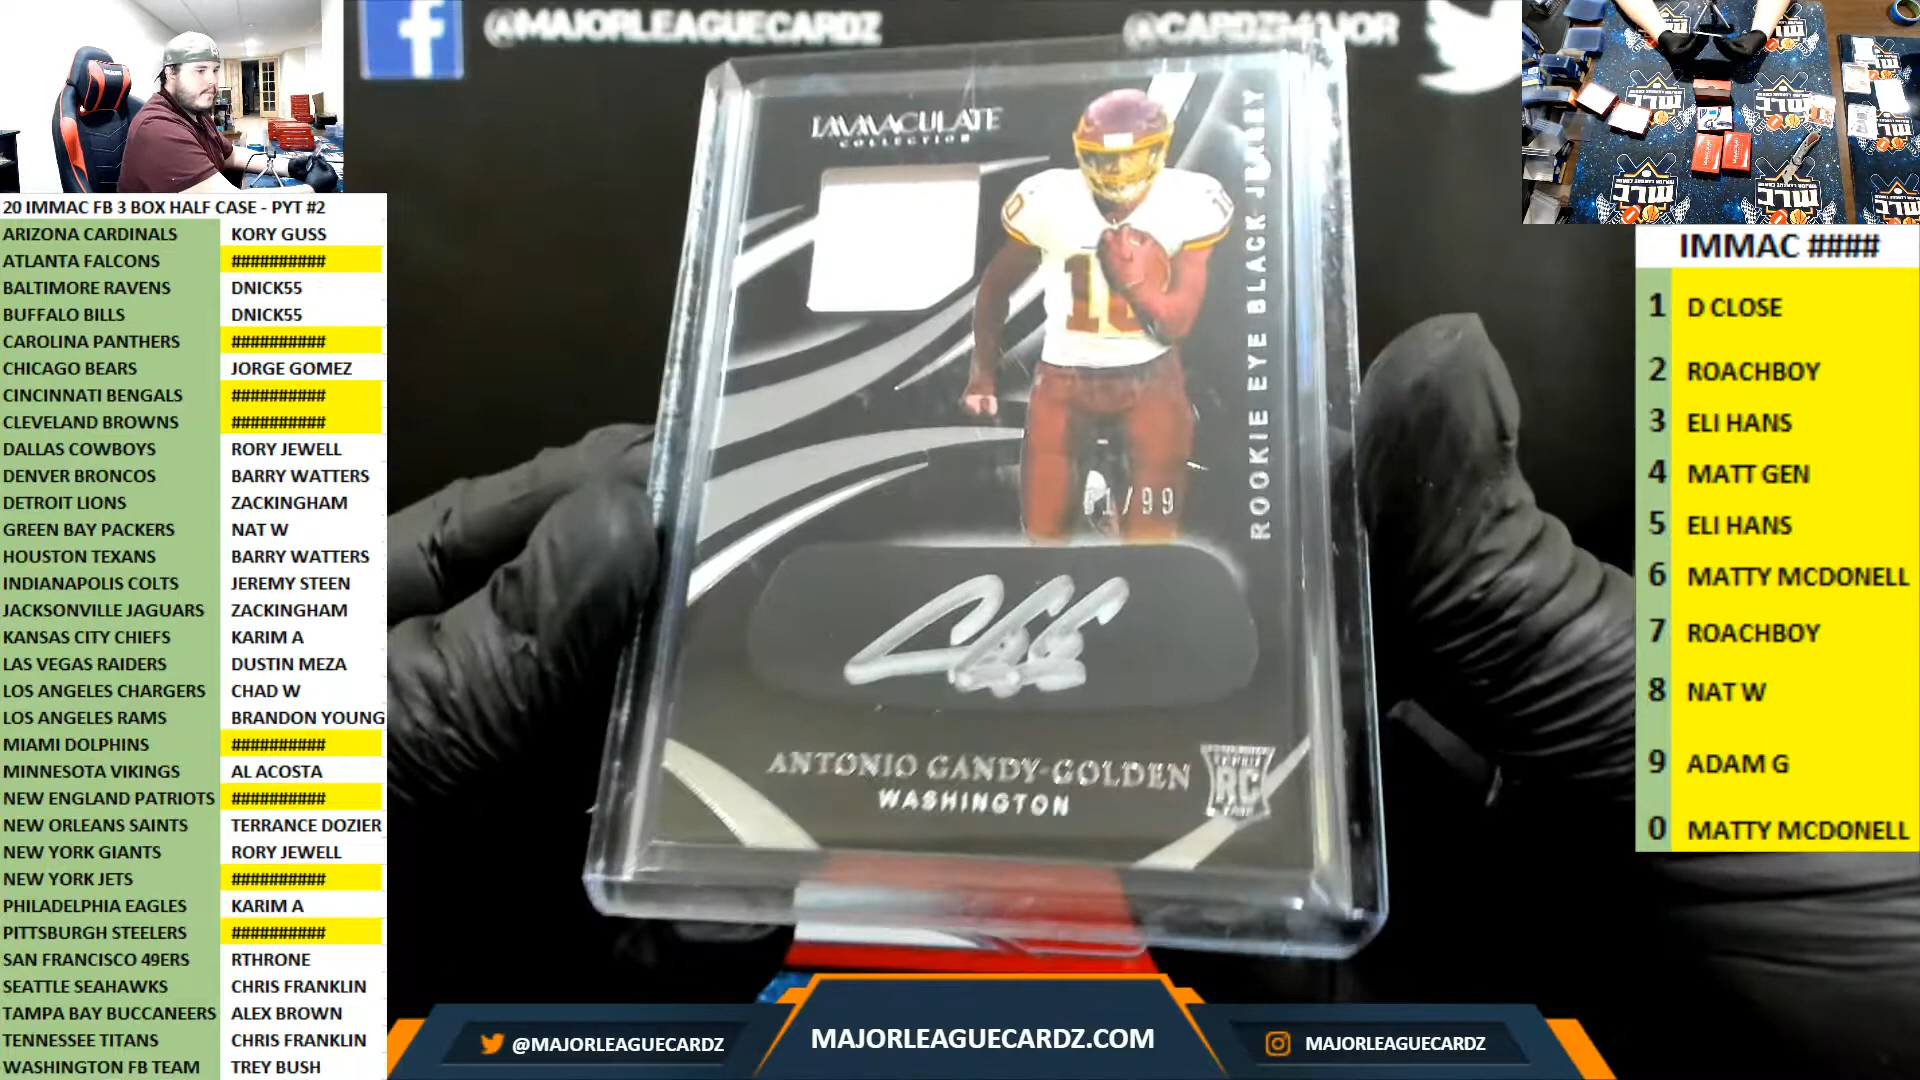 @MAJORLEAGUECARDZ
@CARDZMAJOR
20 IMMAC FB 3 BOX HALF CASE - PYT #2
ARIZONA CARDINALS KORY GUSS
ATLANTA FALCONS ##########
BALTIMORE RAVENS DNICK55
BUFFALO BILLS DNICK55
CAROLINA PANTHERS ##########
CHICAGO BEARS JORGE GOMEZ
CINCINNATI BENGALS ##########
CLEVELAND BROWNS ##########
DALLAS COWBOYS RORY JEWELL
DENVER BRONCOS BARRY WATTERS
DETROIT LIONS ZACKINGHAM
GREEN BAY PACKERS NAT W
HOUSTON TEXANS BARRY WATTERS
INDIANAPOLIS COLTS JEREMY STEEN
JACKSONVILLE JAGUARS ZACKINGHAM
KANSAS CITY CHIEFS KARIM A
LAS VEGAS RAIDERS DUSTIN MEZA
LOS ANGELES CHARGERS CHAD W
LOS ANGELES RAMS BRANDON YOUNG
MIAMI DOLPHINS ##########
MINNESOTA VIKINGS AL ACOSTA
NEW ENGLAND PATRIOTS ##########
NEW ORLEANS SAINTS TERRANCE DOZIER
NEW YORK GIANTS RORY JEWELL
NEW YORK JETS ##########
PHILADELPHIA EAGLES KARIM A
PITTSBURGH STEELERS ##########
SAN FRANCISCO 49ERS RTHRONE
SEATTLE SEAHAWKS CHRIS FRANKLIN
TAMPA BAY BUCCANEERS ALEX BROWN
TENNESSEE TITANS CHRIS FRANKLIN
WASHINGTON FB TEAM TREY BUSH
IMMACULATE
COLLECTION
ROOKIE EYE BLACK JERSEY
10
/99
ANTONIO GANDY-GOLDEN
WASHINGTON
RC
IMMAC ####
1 D CLOSE
2 ROACHBOY
3 ELI HANS
4 MATT GEN
5 ELI HANS
6 MATTY MCDONELL
7 ROACHBOY
8 NAT W
9 ADAM G
0 MATTY MCDONELL
@MAJORLEAGUECARDZ
MAJORLEAGUECARDZ.COM
MAJORLEAGUECARDZ